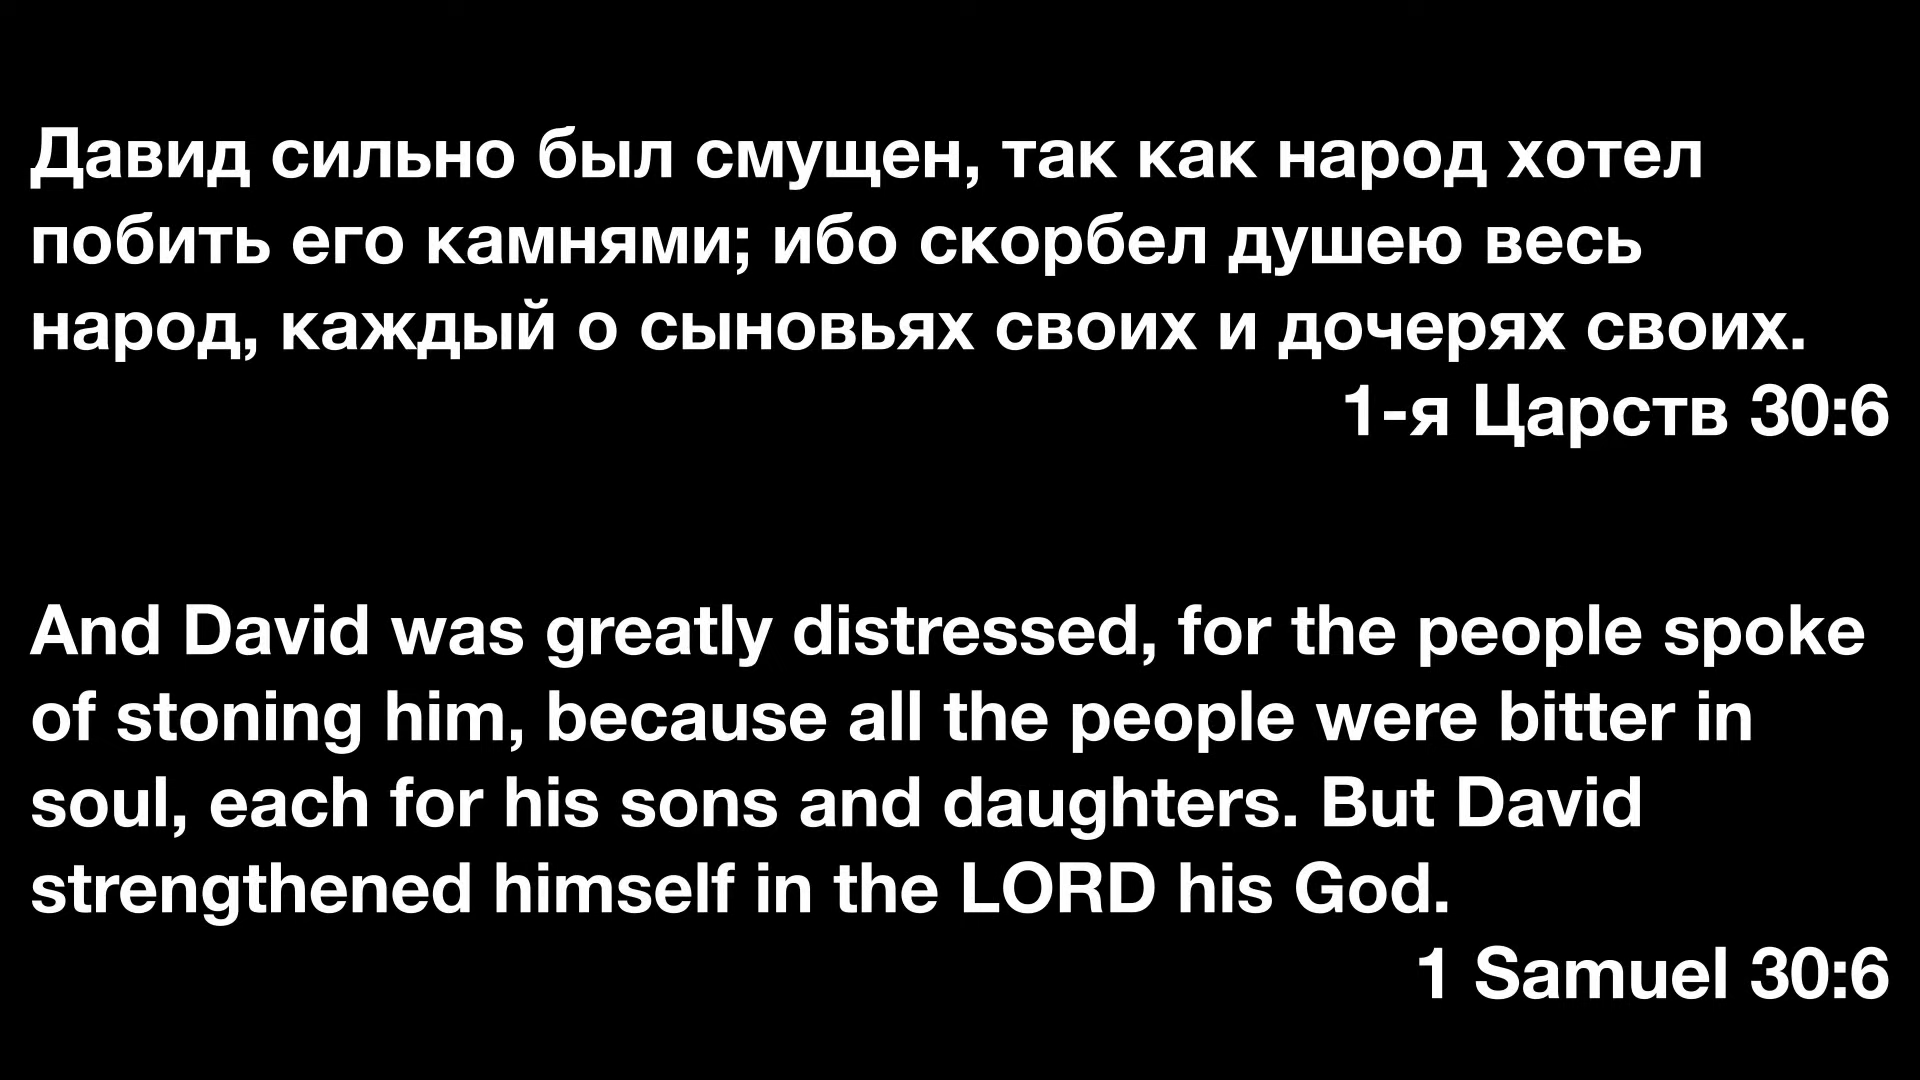 Давид сильно был смущен, так как народ хотел
побить его камнями; ибо скорбел душею весь
народ, каждый о сыновьях своих и дочерях своих.
1-я Царств 30:6
And David was greatly distressed, for the people spoke
of stoning him, because all the people were bitter in
soul, each for his sons and daughters. But David
strengthened himself in the LORD his God.
1 Samuel 30:6